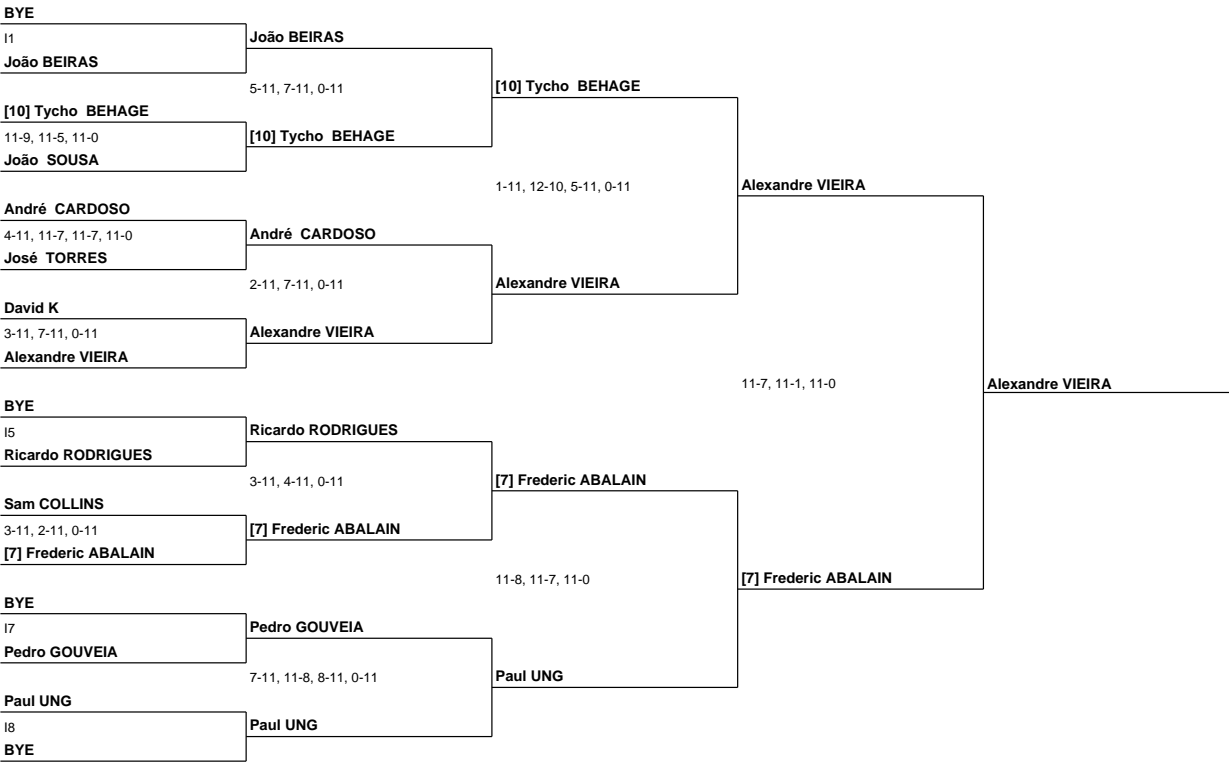 BYE
I1
João BEIRAS
João BEIRAS
5-11, 7-11, 0-11
[10] Tycho  BEHAGE
[10] Tycho  BEHAGE
11-9, 11-5, 11-0
João  SOUSA
[10] Tycho  BEHAGE
1-11, 12-10, 5-11, 0-11
Alexandre VIEIRA
André  CARDOSO
4-11, 11-7, 11-7, 11-0
José  TORRES
André  CARDOSO
2-11, 7-11, 0-11
Alexandre VIEIRA
David K
3-11, 7-11, 0-11
Alexandre VIEIRA
Alexandre VIEIRA
11-7, 11-1, 11-0
Alexandre VIEIRA
BYE
I5
Ricardo RODRIGUES
Ricardo RODRIGUES
3-11, 4-11, 0-11
[7] Frederic ABALAIN
Sam COLLINS
3-11, 2-11, 0-11
[7] Frederic ABALAIN
[7] Frederic ABALAIN
11-8, 11-7, 11-0
[7] Frederic ABALAIN
BYE
I7
Pedro GOUVEIA
Pedro GOUVEIA
7-11, 11-8, 8-11, 0-11
Paul UNG
Paul UNG
I8
BYE
Paul UNG